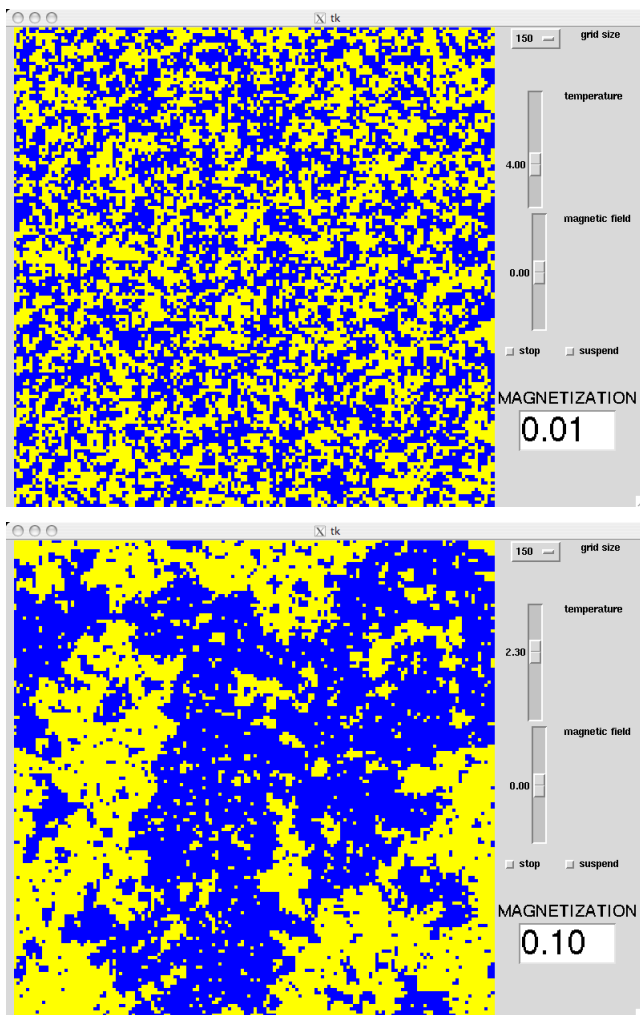 X tk
150
grid size
temperature
4.00
magnetic field
0.00
stop
suspend
MAGNETIZATION
0.01
X tk
150
grid size
temperature
2.30
magnetic field
0.00
stop
suspend
MAGNETIZATION
0.10